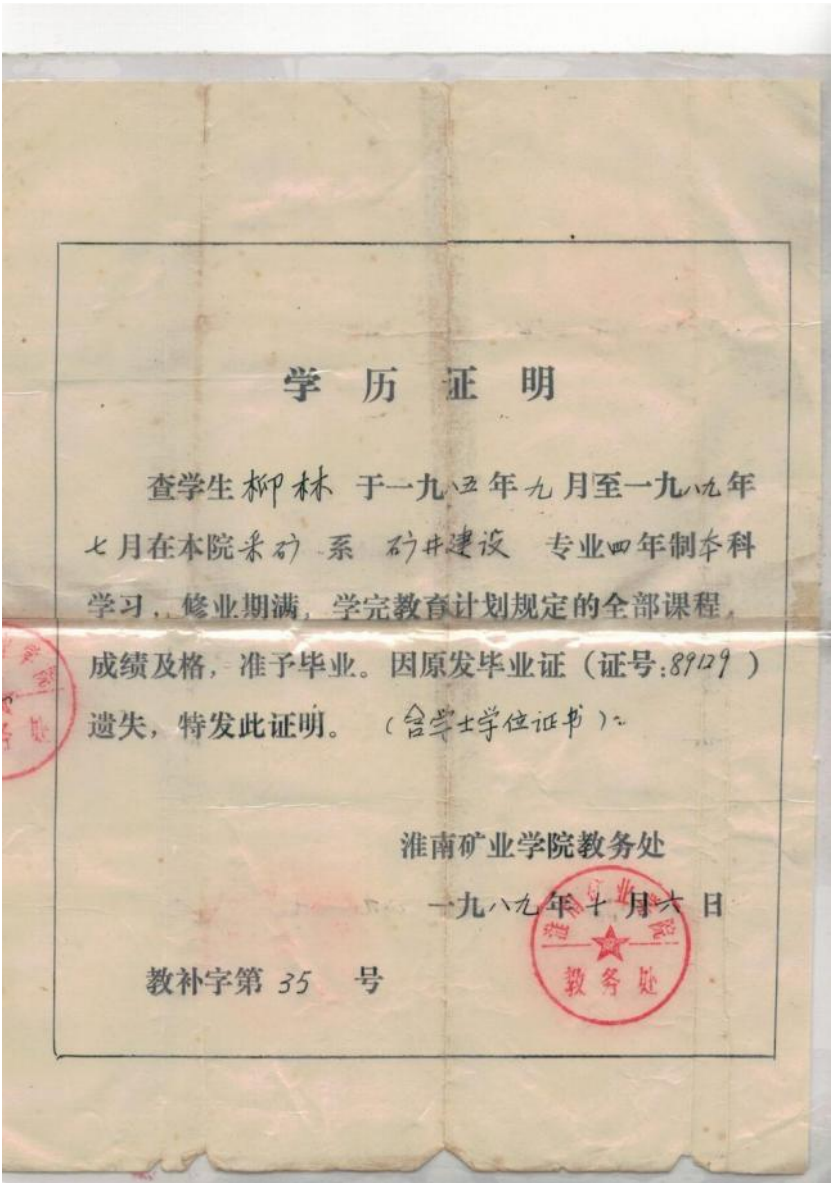 学历证明
查学生柳林 于一九八五年九月至一九八九年
七月在本院采矿系 矿井建设 专业四年制本科
学习,修业期满,学完教育计划规定的全部课程,
成绩及格,准予毕业。因原发毕业证(证号:89129)
遗失,特发此证明。(含学士学位证书)
淮南矿业学院教务处
一九八九年十月六日
淮南矿业学院
教务处
教补字第 35 号